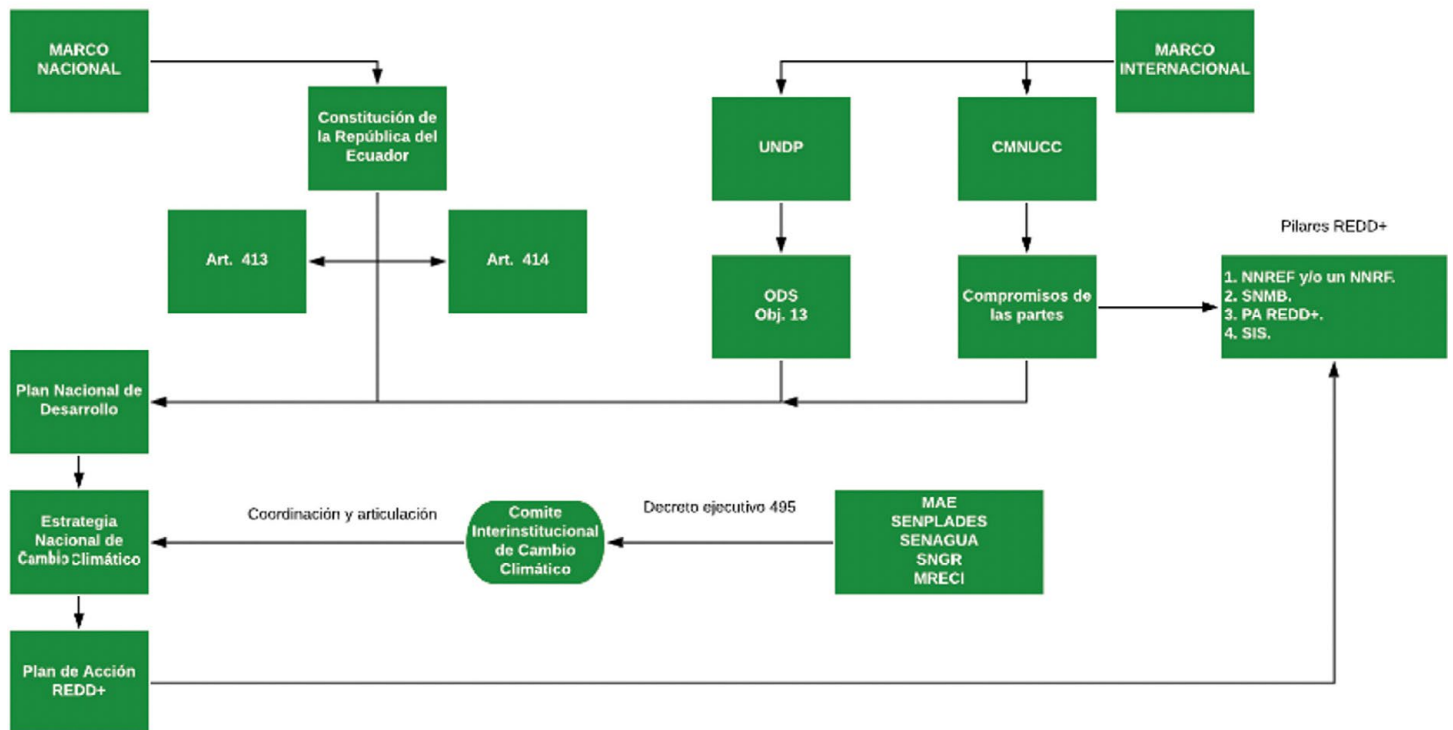 MARCO
NACIONAL
MARCO
INTERNACIONAL
Constitución de
la República del
Ecuador
UNDP
CMNUCC
Art. 413
Art. 414
Pilares REDD+
ODS
Obj. 13
Compromisos de
las partes
1. NNREF y/o un NNRF.
2. SNMB.
3. PA REDD+.
4. SIS.
Plan Nacional de
Desarrollo
Estrategia
Nacional de
Cambio Climático
Coordinación y articulación
Comite
Interinstitucional
de Cambio
Climático
Decreto ejecutivo 495
MAE
SENPLADES
SENAGUA
SNGR
MRECI
Plan de Acción
REDD+